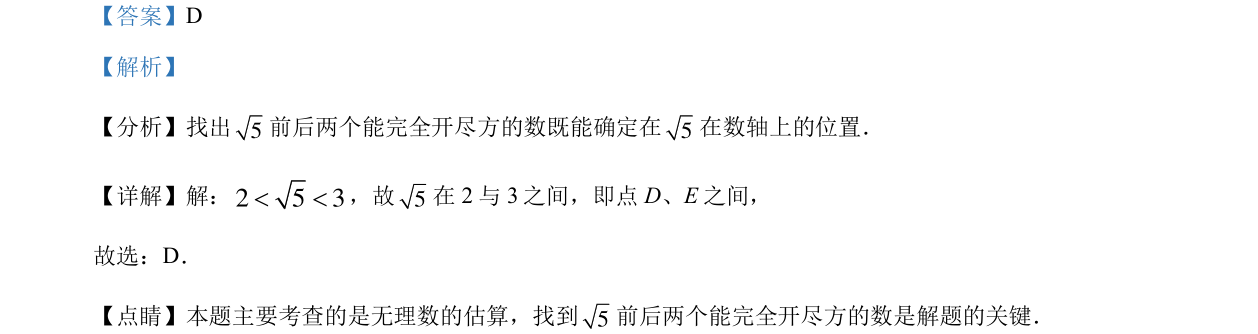 【答案】D
【解析】
【分析】找出√5前后两个能完全开尽方的数既能确定在√5在数轴上的位置．
【详解】解：2<√5<3，故√5在2与3之间，即点D、E之间，
故选：D．
【点睛】本题主要考查的是无理数的估算，找到√5前后两个能完全开尽方的数是解题的关键．